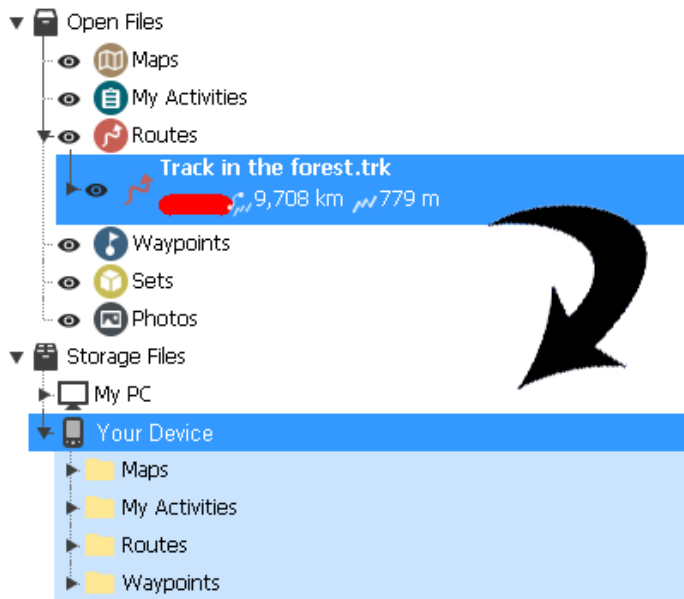 Open Files
Maps
My Activities
Routes
Track in the forest.trk
9,708 km 779 m
Waypoints
Sets
Photos
Storage Files
My PC
Your Device
Maps
My Activities
Routes
Waypoints